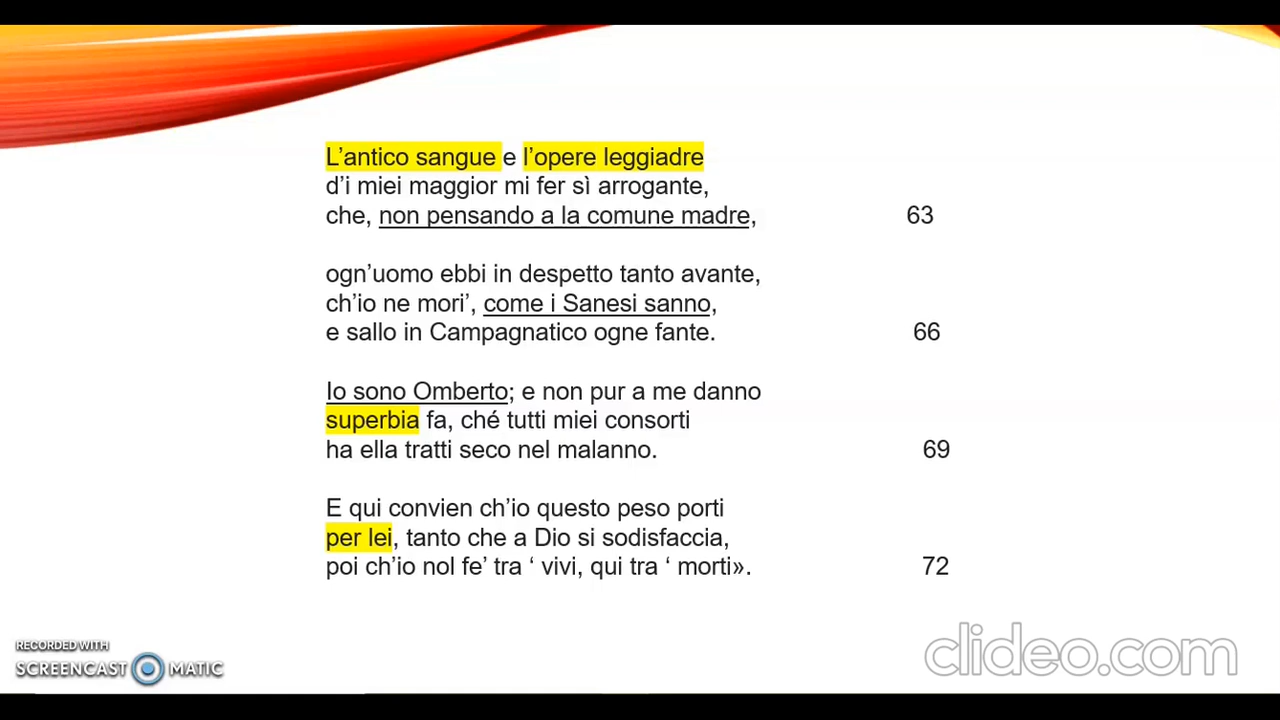 L’antico sangue e l’opere leggiadre
d’i miei maggior mi fer sì arrogante,
che, non pensando a la comune madre, 63
ogn’uomo ebbi in despetto tanto avante,
ch’io ne mori’, come i Sanesi sanno,
e sallo in Campagnatico ogne fante. 66
Io sono Omberto; e non pur a me danno
superbia fa, ché tutti miei consorti
ha ella tratti seco nel malanno. 69
E qui convien ch’io questo peso porti
per lei, tanto che a Dio si sodisfaccia,
poi ch’io nol fe’ tra ‘ vivi, qui tra ‘ morti». 72
RECORDED WITH
SCREENCAST MATIC
clideo.com